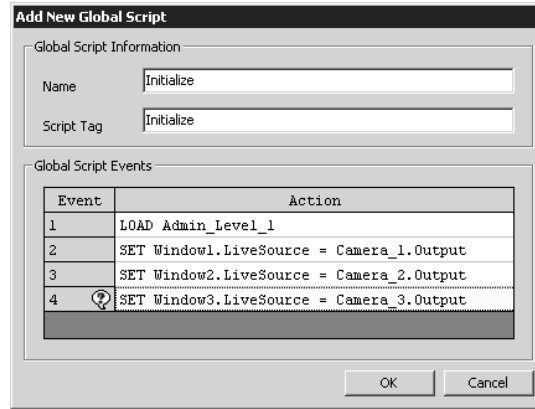 Add New Global Script
Global Script Information
Name Initialize
Script Tag Initialize
Global Script Events
Event Action
1 LOAD Admin_Level_1
2 SET Window1.LiveSource = Camera_1.Output
3 SET Window2.LiveSource = Camera_2.Output
4 ? SET Window3.LiveSource = Camera_3.Output
OK Cancel